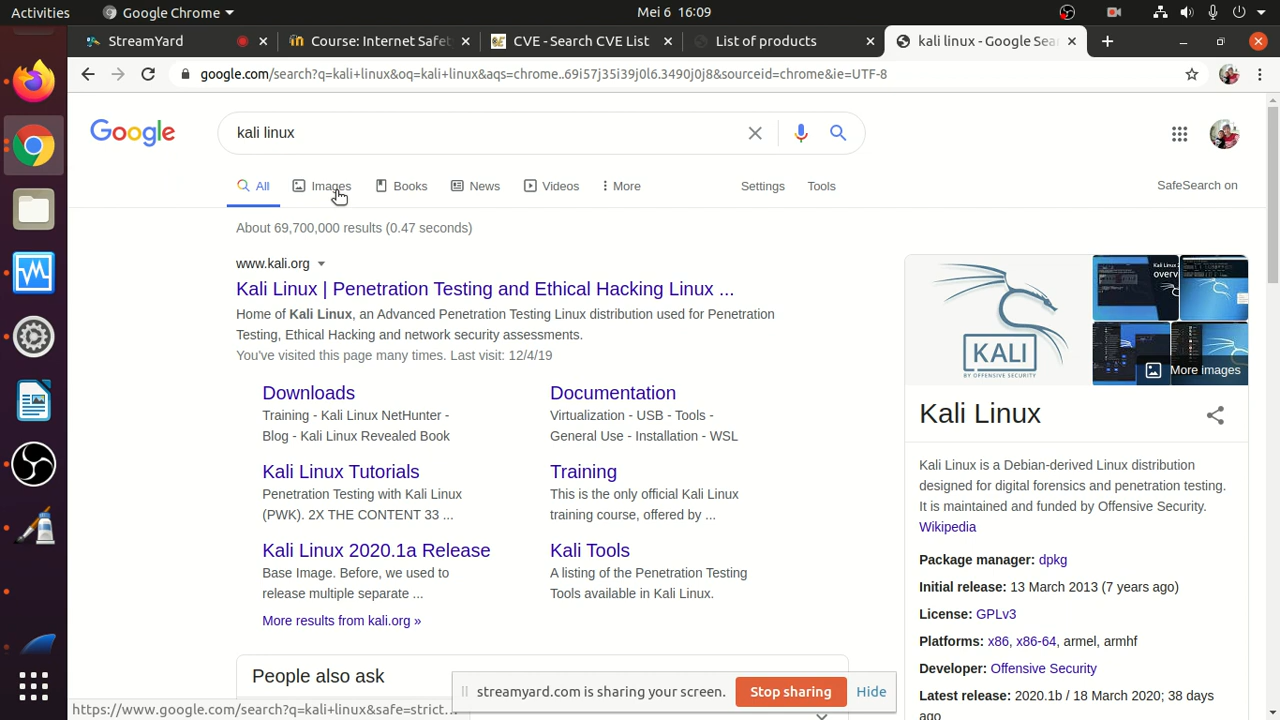 Activities
Google Chrome
Mei 6 16:09
StreamYard
Course: Internet Safet
CVE - Search CVE List
List of products
kali linux - Google Sea
google.com/search?q=kali+linux&oq=kali+linux&aqs=chrome..69i57j35i39j0l6.3490j0j8&sourceid=chrome&ie=UTF-8
Google
kali linux
All
Images
Books
News
Videos
More
Settings
Tools
SafeSearch on
About 69,700,000 results (0.47 seconds)
www.kali.org
Kali Linux | Penetration Testing and Ethical Hacking Linux ...
Home of Kali Linux, an Advanced Penetration Testing Linux distribution used for Penetration
Testing, Ethical Hacking and network security assessments.
You've visited this page many times. Last visit: 12/4/19
Downloads
Training - Kali Linux NetHunter -
Blog - Kali Linux Revealed Book
Documentation
Virtualization - USB - Tools -
General Use - Installation - WSL
Kali Linux Tutorials
Penetration Testing with Kali Linux
(PWK). 2X THE CONTENT 33 ...
Training
This is the only official Kali Linux
training course, offered by ...
Kali Linux 2020.1a Release
Base Image. Before, we used to
release multiple separate ...
Kali Tools
A listing of the Penetration Testing
Tools available in Kali Linux.
More results from kali.org »
People also ask
KALI
BY OFFENSIVE SECURITY
Kali Linux
overv
More images
Kali Linux
Kali Linux is a Debian-derived Linux distribution
designed for digital forensics and penetration testing.
It is maintained and funded by Offensive Security.
Wikipedia
Package manager: dpkg
Initial release: 13 March 2013 (7 years ago)
License: GPLv3
Platforms: x86, x86-64, armel, armhf
Developer: Offensive Security
Latest release: 2020.1b / 18 March 2020; 38 days
ago
streamyard.com is sharing your screen.
Stop sharing
Hide
https://www.google.com/search?q=kali+linux&safe=strict...